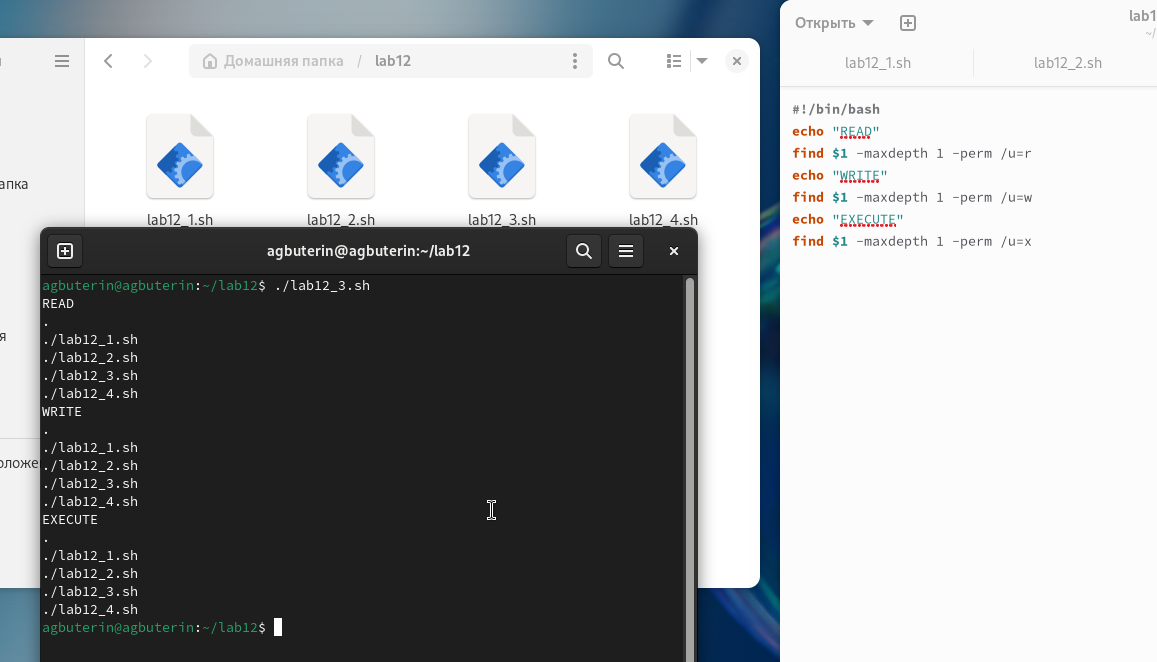 Домашняя папка / lab12
апка
я
оложе
lab12_1.sh
lab12_2.sh
lab12_3.sh
lab12_4.sh
agbuterin@agbuterin:~/lab12
agbuterin@agbuterin:~/lab12$ ./lab12_3.sh
READ
.
./lab12_1.sh
./lab12_2.sh
./lab12_3.sh
./lab12_4.sh
WRITE
.
./lab12_1.sh
./lab12_2.sh
./lab12_3.sh
./lab12_4.sh
EXECUTE
.
./lab12_1.sh
./lab12_2.sh
./lab12_3.sh
./lab12_4.sh
agbuterin@agbuterin:~/lab12$
Открыть
lab1
~/
lab12_1.sh
lab12_2.sh
#!/bin/bash
echo "READ"
find $1 -maxdepth 1 -perm /u=r
echo "WRITE"
find $1 -maxdepth 1 -perm /u=w
echo "EXECUTE"
find $1 -maxdepth 1 -perm /u=x